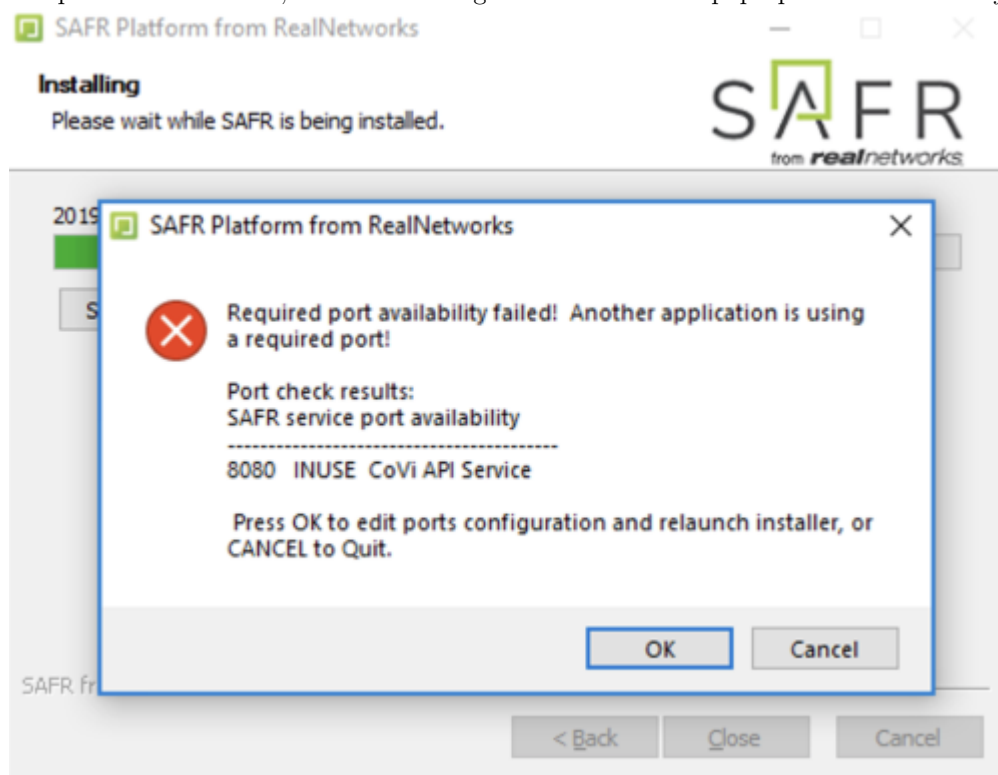 SAFR Platform from RealNetworks
Installing
Please wait while SAFR is being installed.
SAFR
from realnetworks
2019
SAFR Platform from RealNetworks
Required port availability failed! Another application is using
a required port!
Port check results:
SAFR service port availability
-----------------------------------------
8080 INUSE CoVi API Service
Press OK to edit ports configuration and relaunch installer, or
CANCEL to Quit.
OK Cancel
SAFR fr
< Back Close Cancel